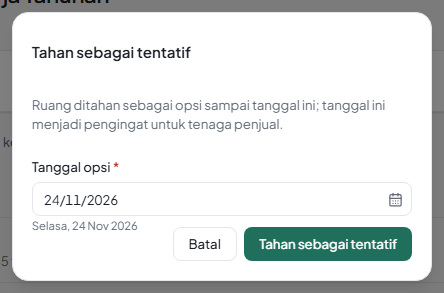 Tahan sebagai tentatif
Ruang ditahan sebagai opsi sampai tanggal ini; tanggal ini
menjadi pengingat untuk tenaga penjual.
Tanggal opsi *
24/11/2026
Selasa, 24 Nov 2026
Batal
Tahan sebagai tentatif